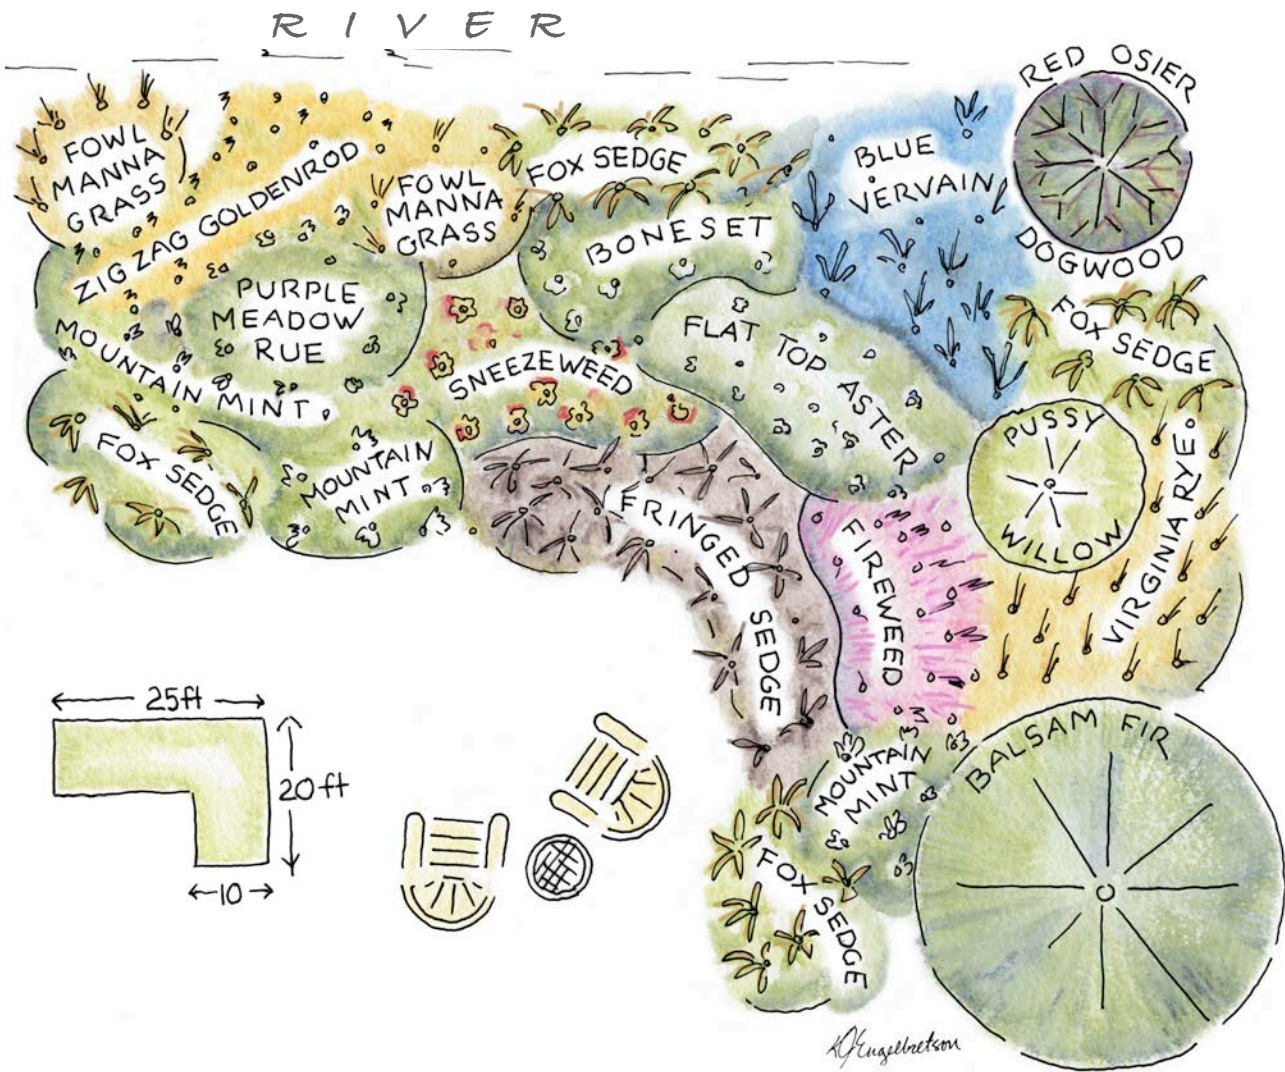 RIVER
RED OSIER
DOGWOOD
FOWL
MANNA
GRASS
ZIG ZAG GOLDENROD
FOWL
MANNA
GRASS
FOX SEDGE
BONESET
BLUE
VERVAIN
PURPLE
MEADOW
RUE
MOUNTAIN MINT
SNEEZEWEED
FLAT TOP ASTER
FOX SEDGE
PUSSY
WILLOW
VIRGINIA RYE
FOX SEDGE
MOUNTAIN
MINT
FRINGED SEDGE
FIREWEED
BALSAM FIR
MOUNTAIN
MINT
FOX SEDGE
25ft
20ft
10
KJEngelbretson